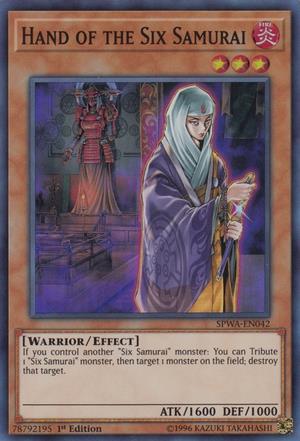 HAND OF THE SIX SAMURAI
FIRE
炎
SPWA-EN042
[WARRIOR/EFFECT]
If you control another "Six Samurai" monster: You can Tribute
1 "Six Samurai" monster, then target 1 monster on the field; destroy
that target.
ATK/1600 DEF/1000
78792195 1st Edition ©1996 KAZUKI TAKAHASHI